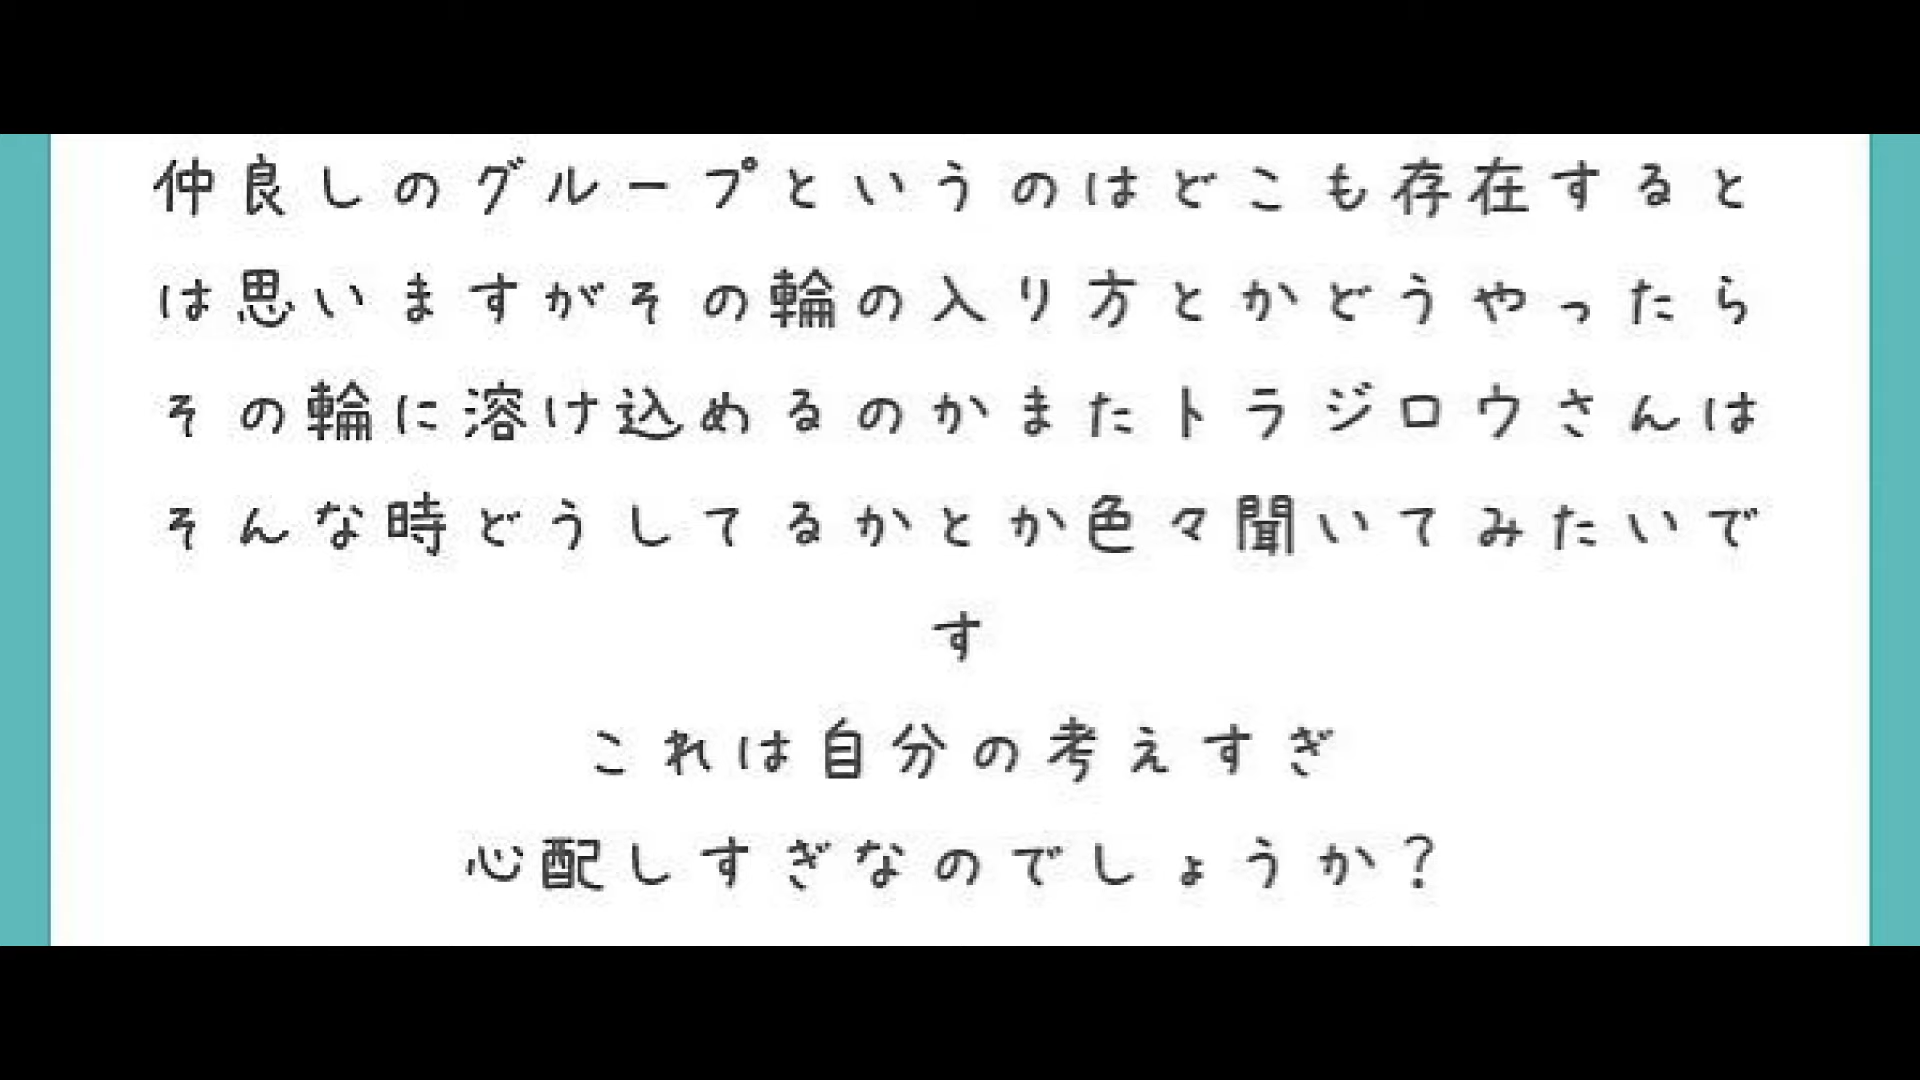 仲良しのグループというのはどこも存在すると
は思いますがその輪の入り方とかどうやったら
その輪に溶け込めるのかまたトラジロウさんは
そんな時どうしてるかとか色々聞いてみたいで
す
これは自分の考えすぎ
心配しすぎなのでしょうか?